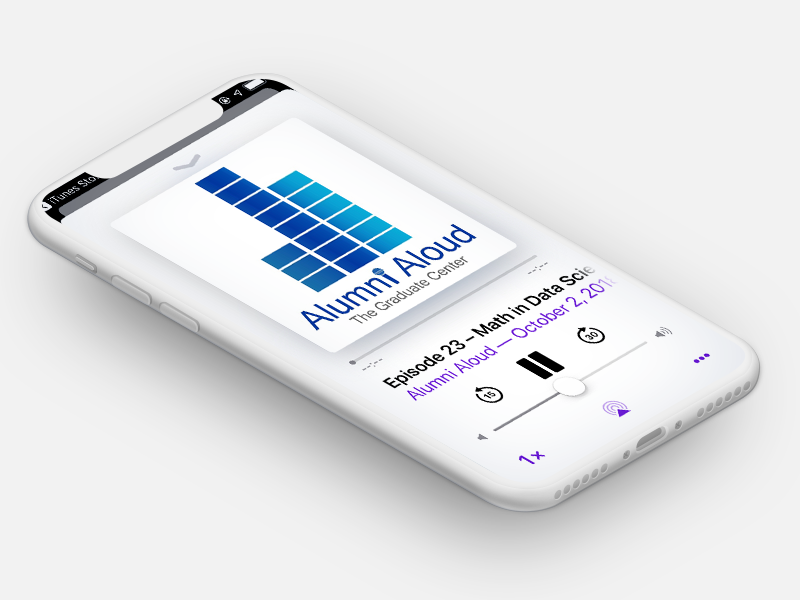 iTunes Sto
Alumni Aloud
The Graduate Center
--:--
--:--
Episode 23 – Math in Data Scie
Alumni Aloud — October 2, 201
15
30
1×